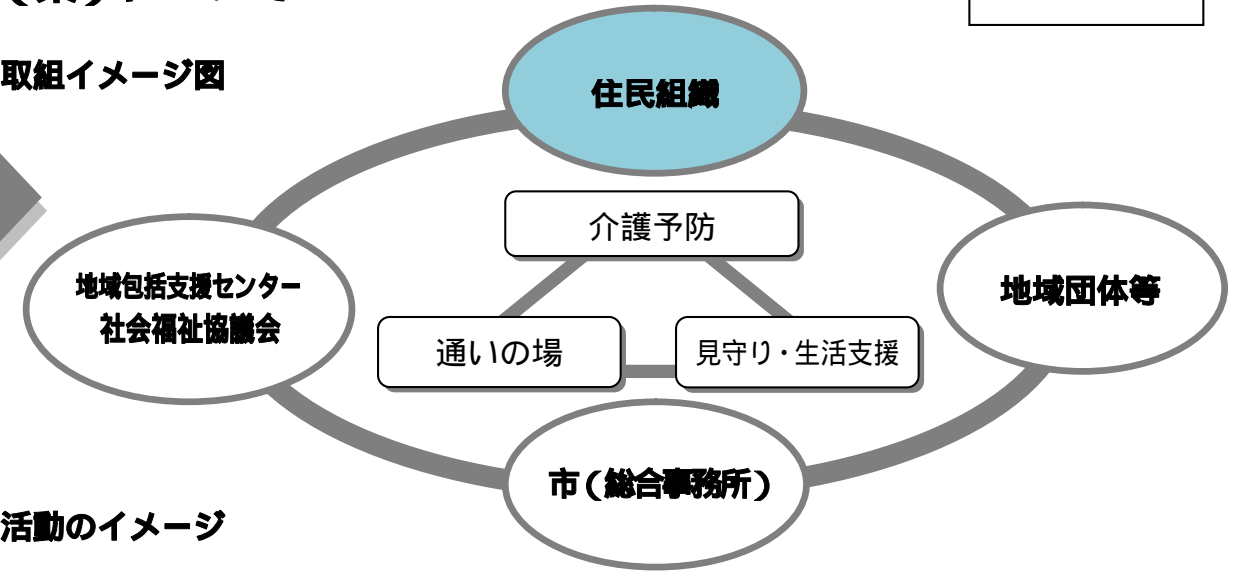 取組イメージ図
住民組織
介護予防
地域包括支援センター
社会福祉協議会
地域団体等
通いの場
見守り・生活支援
市（総合事務所）
活動のイメージ